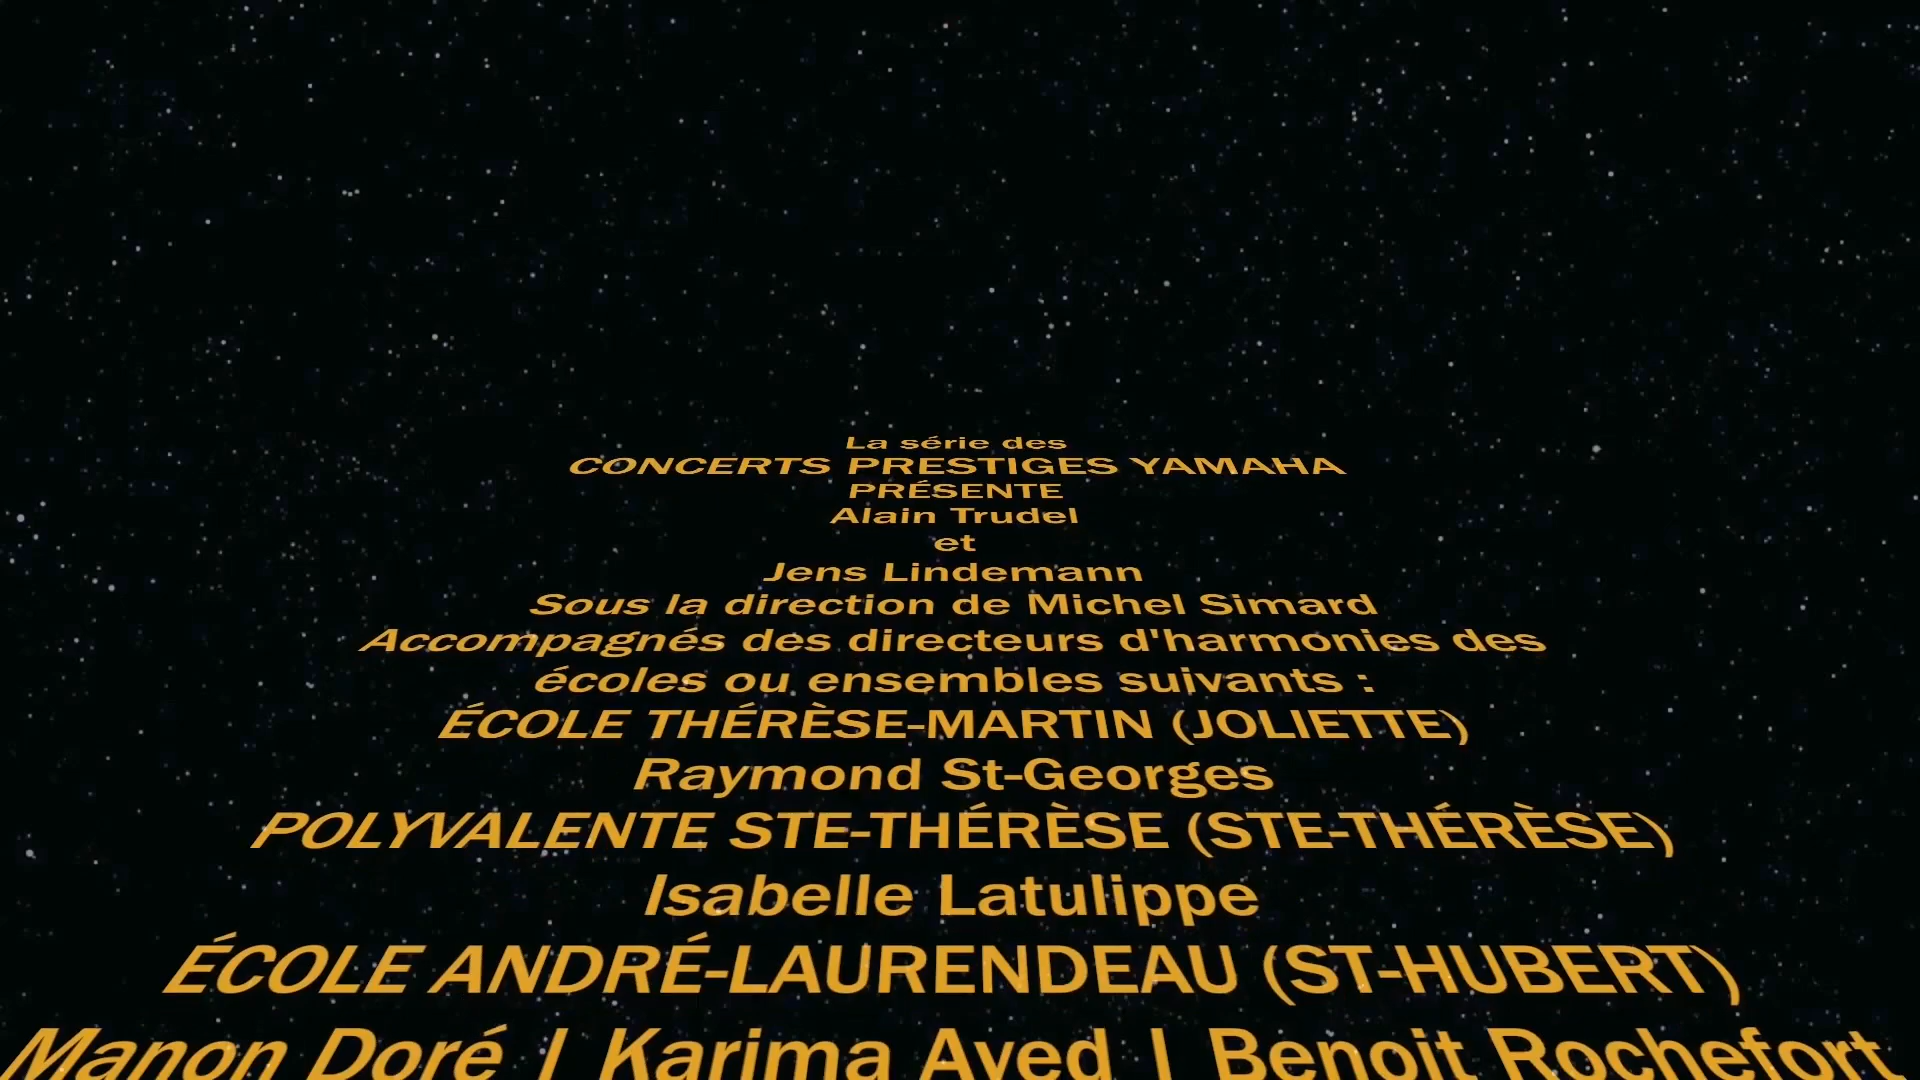 La série des
CONCERTS PRESTIGES YAMAHA
PRÉSENTE
Alain Trudel
et
Jens Lindemann
Sous la direction de Michel Simard
Accompagnés des directeurs d'harmonies des
écoles ou ensembles suivants :
ÉCOLE THÉRÈSE-MARTIN (JOLIETTE)
Raymond St-Georges
POLYVALENTE STE-THÉRÈSE (STE-THÉRÈSE)
Isabelle Latulippe
ÉCOLE ANDRÉ-LAURENDEAU (ST-HUBERT)
Manon Doré | Karima Ayed | Benoit Rochefort